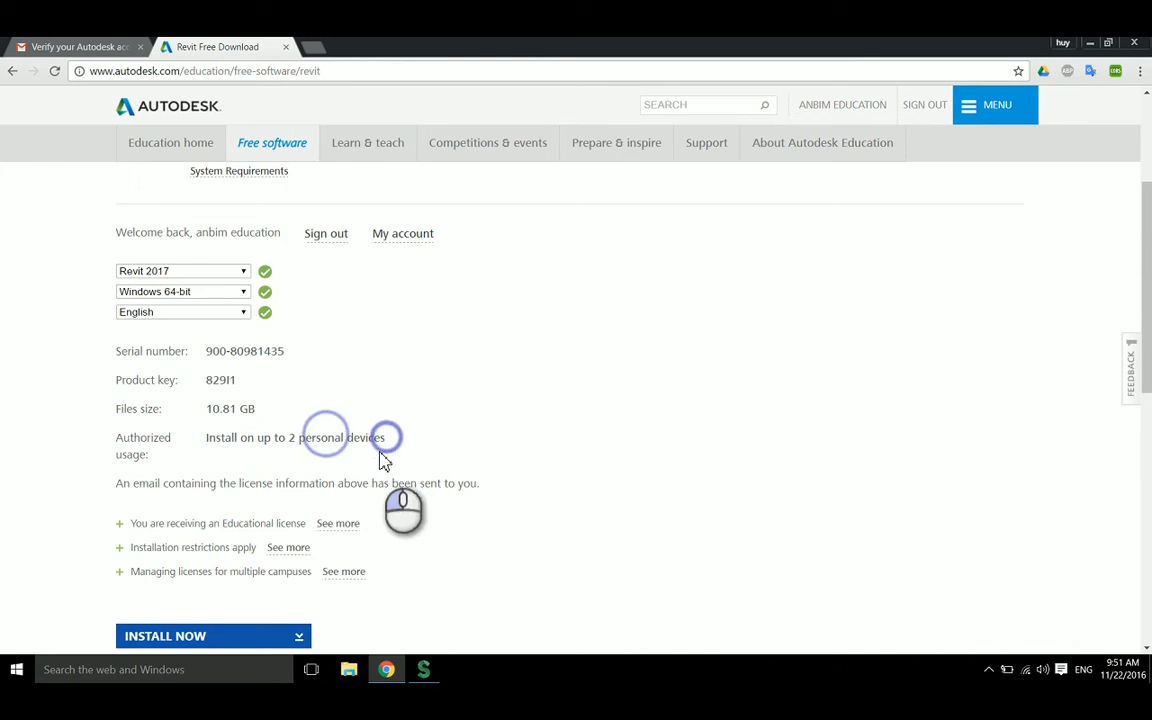 Verify your Autodesk acc
Revit Free Download
huy
www.autodesk.com/education/free-software/revit
ABP
CORS
AUTODESK.
SEARCH
ANBIM EDUCATION
SIGN OUT
MENU
Education home
Free software
Learn & teach
Competitions & events
Prepare & inspire
Support
About Autodesk Education
System Requirements
Welcome back, anbim education
Sign out
My account
Revit 2017
Windows 64-bit
English
Serial number: 900-80981435
Product key: 829I1
Files size: 10.81 GB
Authorized usage: Install on up to 2 personal devices
An email containing the license information above has been sent to you.
+ You are receiving an Educational license See more
+ Installation restrictions apply See more
+ Managing licenses for multiple campuses See more
INSTALL NOW
FEEDBACK
Search the web and Windows
S
ENG
9:51 AM
11/22/2016